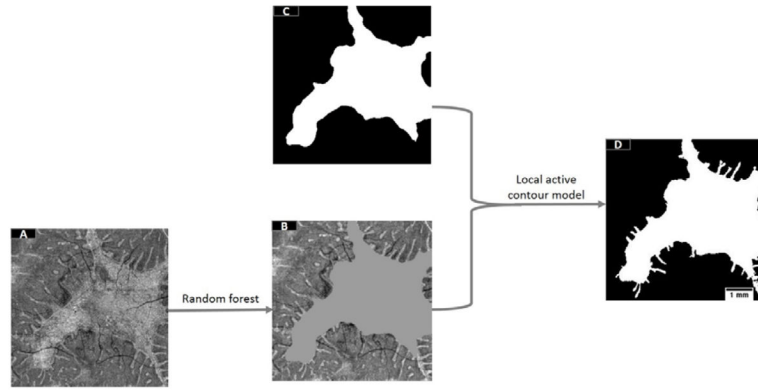 C
D
Local active
contour model
A
B
Random forest
1 mm